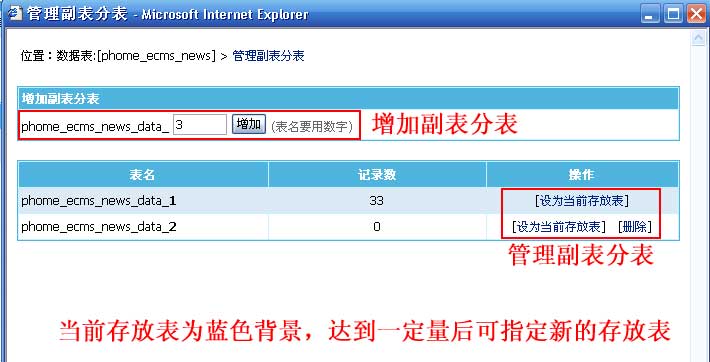 管理副表分表 - Microsoft Internet Explorer
位置：数据表:[phome_ecms_news] > 管理副表分表
增加副表分表
phome_ecms_news_data_ 3 增加 (表名要用数字) 增加副表分表
表名 记录数 操作
phome_ecms_news_data_1 33 [设为当前存放表]
phome_ecms_news_data_2 0 [设为当前存放表] [删除]
管理副表分表
当前存放表为蓝色背景，达到一定量后可指定新的存放表